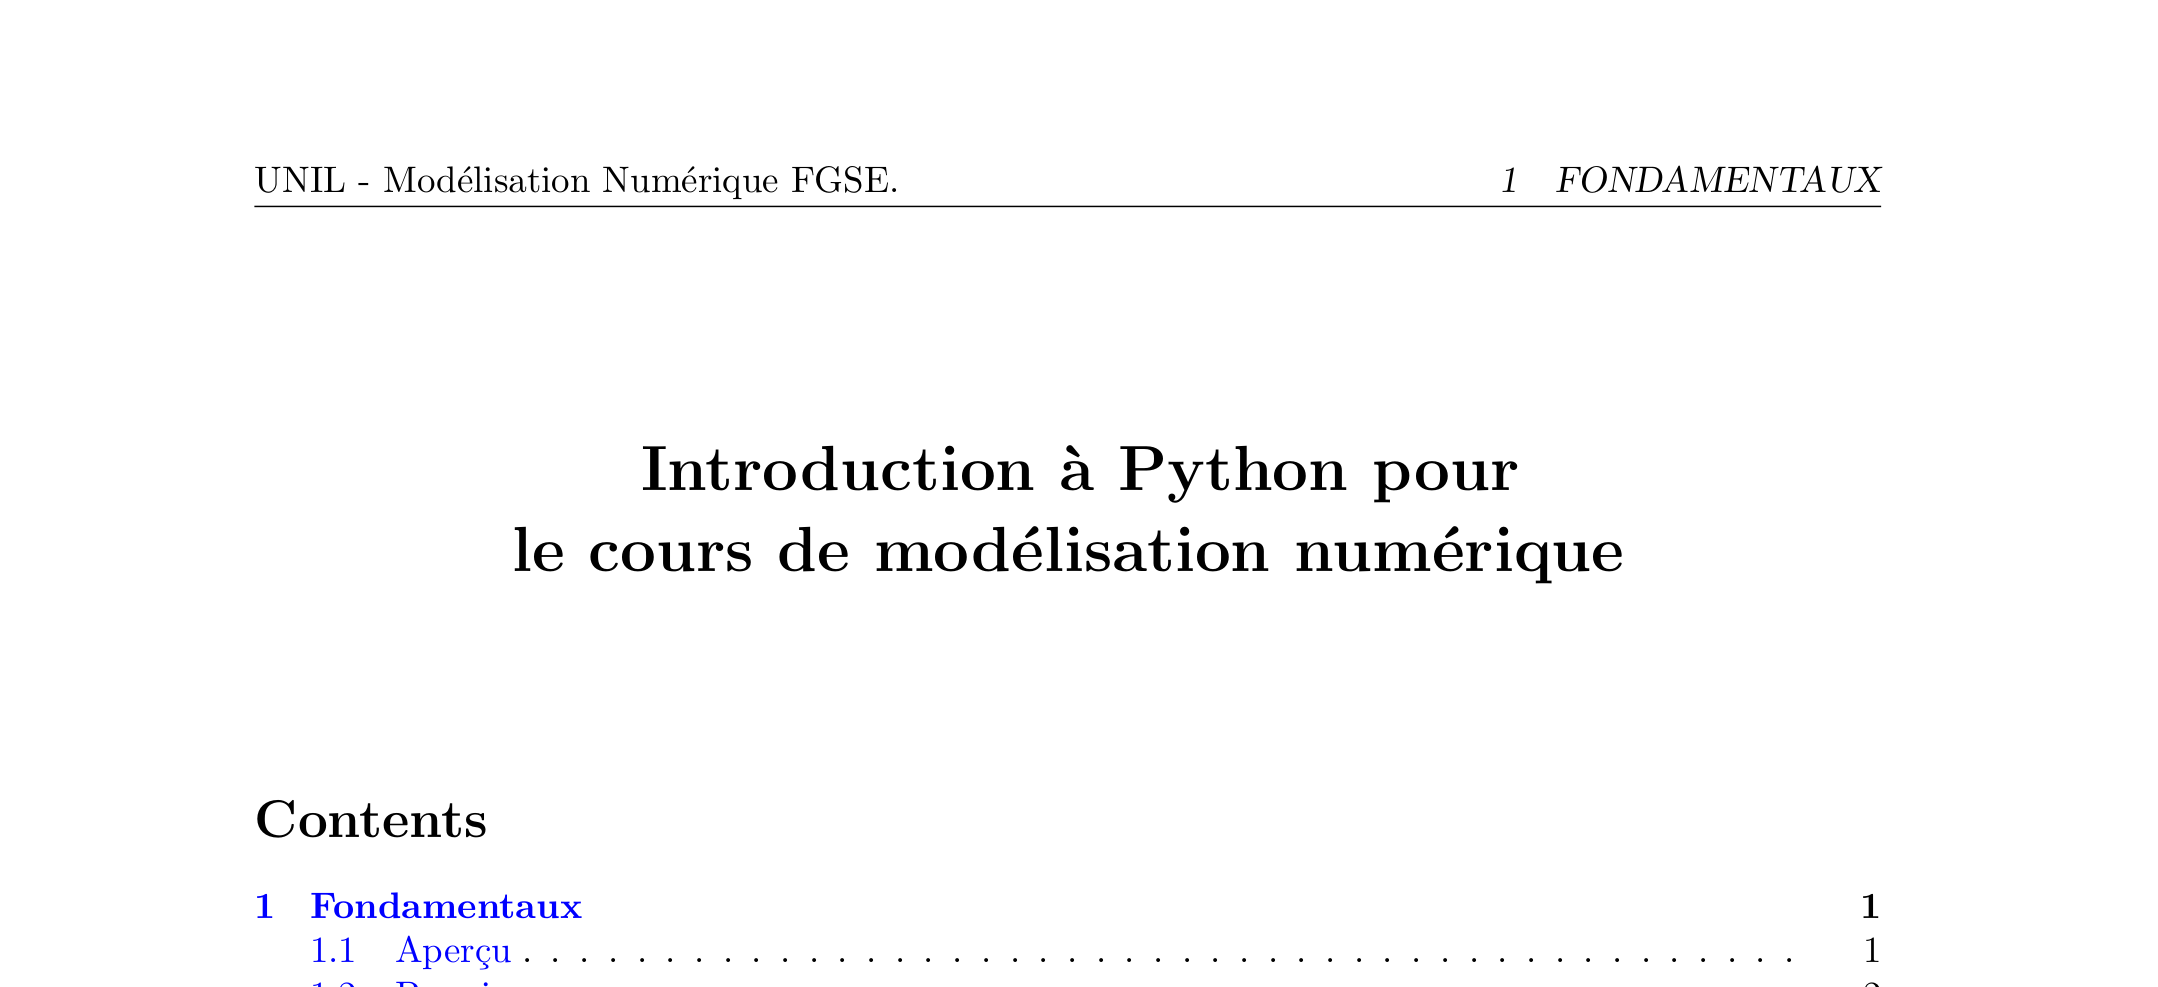 UNIL - Modélisation Numérique FGSE. 1 FONDAMENTAUX
Introduction à Python pour
le cours de modélisation numérique
Contents
1 Fondamentaux 1
1.1 Aperçu . . . . . . . . . . . . . . . . . . . . . . . . . . . . . . . . . . . . . . . . . . . . . 1